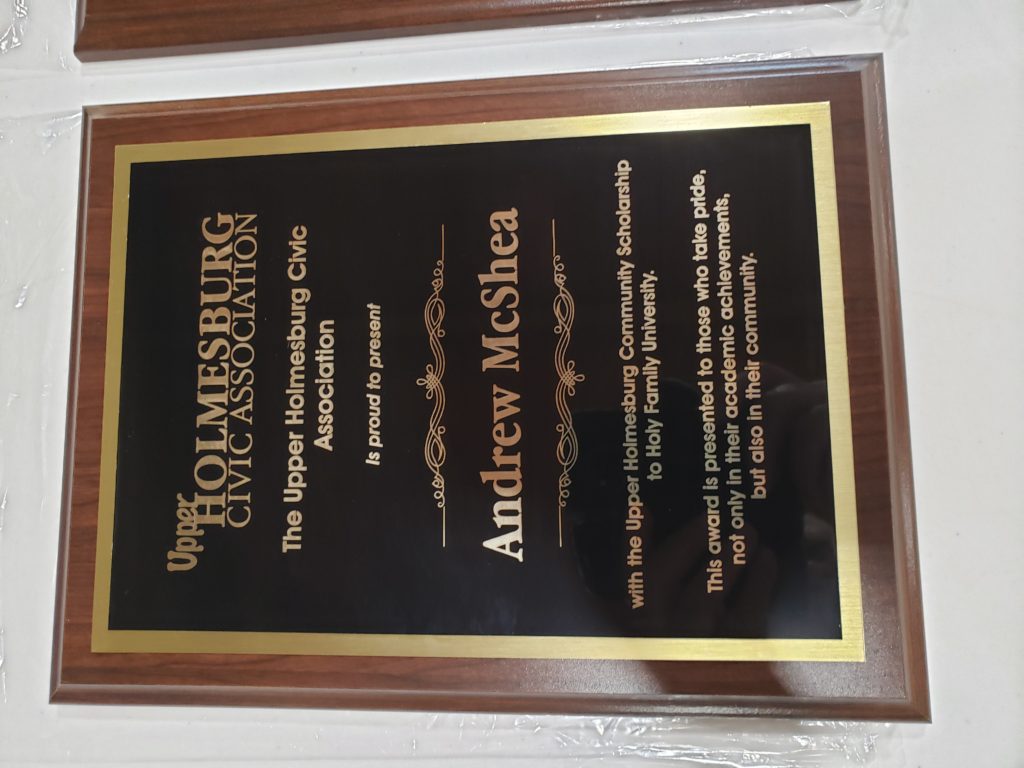 Upper
HOLMESBURG
CIVIC ASSOCIATION
The Upper Holmesburg Civic
Association
Is proud to present
Andrew McShea
with the Upper Holmesburg Community Scholarship
to Holy Family University.
This award is presented to those who take pride,
not only in their academic achievements,
but also in their community.